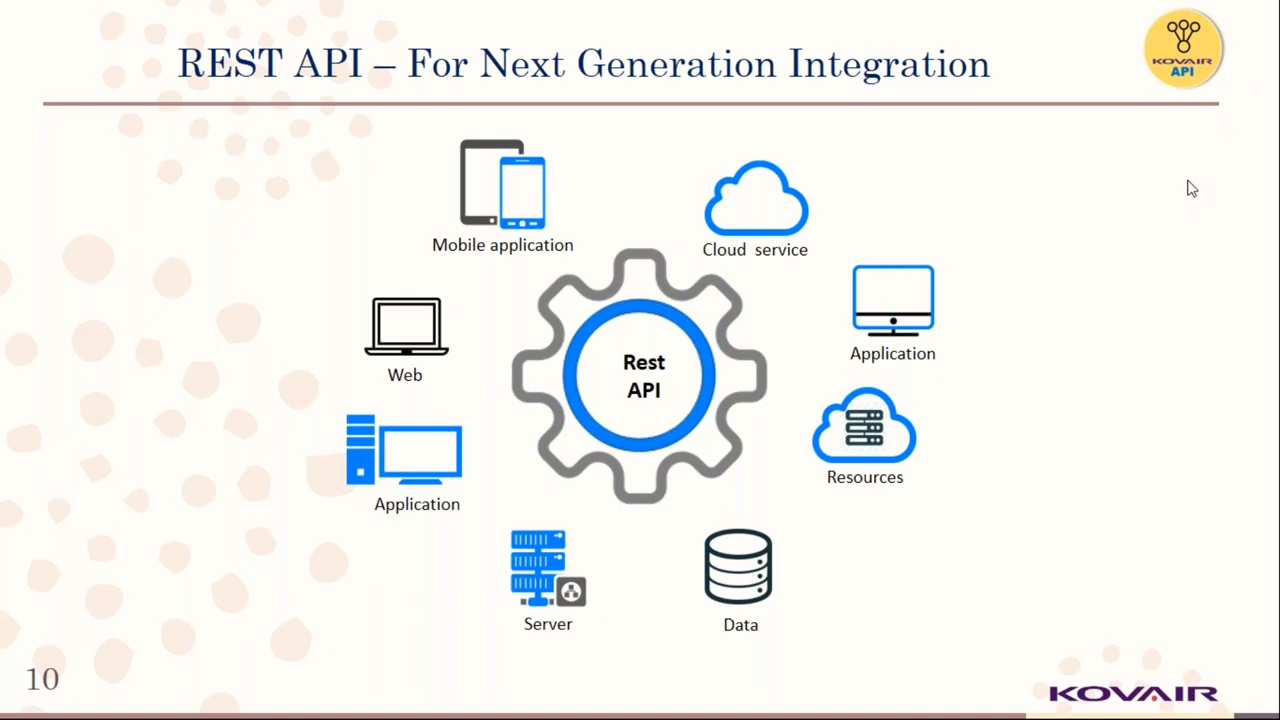 REST API – For Next Generation Integration
KOVAIR
API
Mobile application
Cloud service
Application
Web
Rest
API
Resources
Application
Server
Data
10
KOVAIR